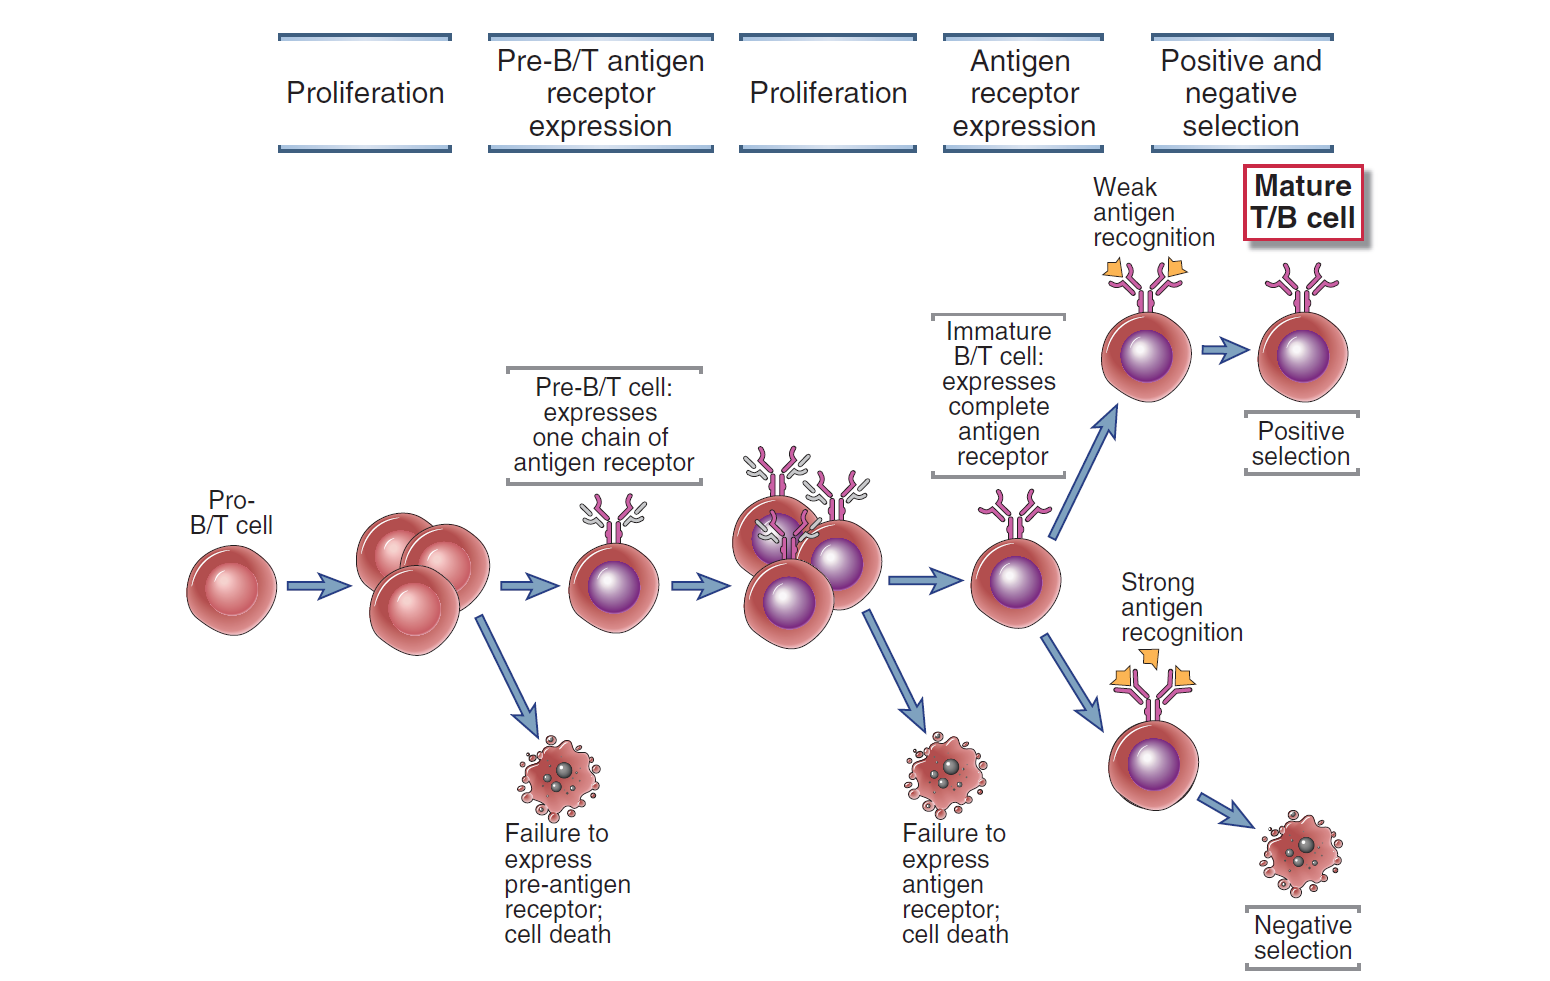 Proliferation
Pre-B/T antigen
receptor
expression
Proliferation
Antigen
receptor
expression
Positive and
negative
selection
Weak
antigen
recognition
Mature
T/B cell
Immature
B/T cell:
expresses
complete
antigen
receptor
Pre-B/T cell:
expresses
one chain of
antigen receptor
Positive
selection
Pro-
B/T cell
Strong
antigen
recognition
Failure to
express
pre-antigen
receptor;
cell death
Failure to
express
antigen
receptor;
cell death
Negative
selection